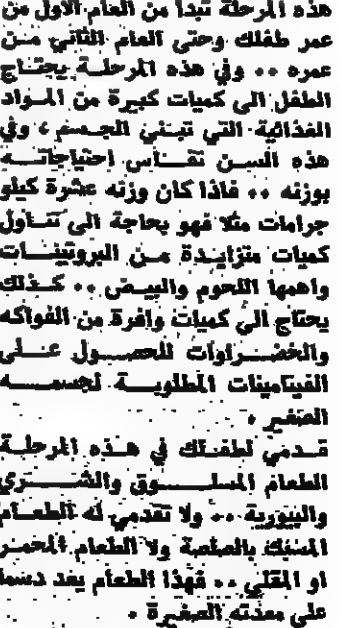 هذه المرحلة تبدأ من العام الاول من
عمر طفلك وحتى العام الثاني من
عمره .. وفي هذه المرحلة يحتاج
الطفل الى كميات كبيرة من المواد
الغذائية التي تبني الجسم ، وفي
هذه السن تقاس احتياجاته
بوزنه .. فاذا كان وزنه عشرة كيلو
جرامات مثلا فهو بحاجة الى تناول
كميات متزايدة من البروتينات
واهمها اللحوم والبيض .. كذلك
يحتاج الى كميات وافرة من الفواكه
والخضراوات للحصول على
الفيتامينات المطلوبة لجسمه
الصغير .
قدمي لطفلك في هذه المرحلة
الطعام المسلوق والشوي
والبيورية .. ولا تقدمي له الطعام
المسبك بالصلصة ولا الطعام المحمر
او المقلي .. فهذا الطعام يعد دسما
على معدته الصغيرة .